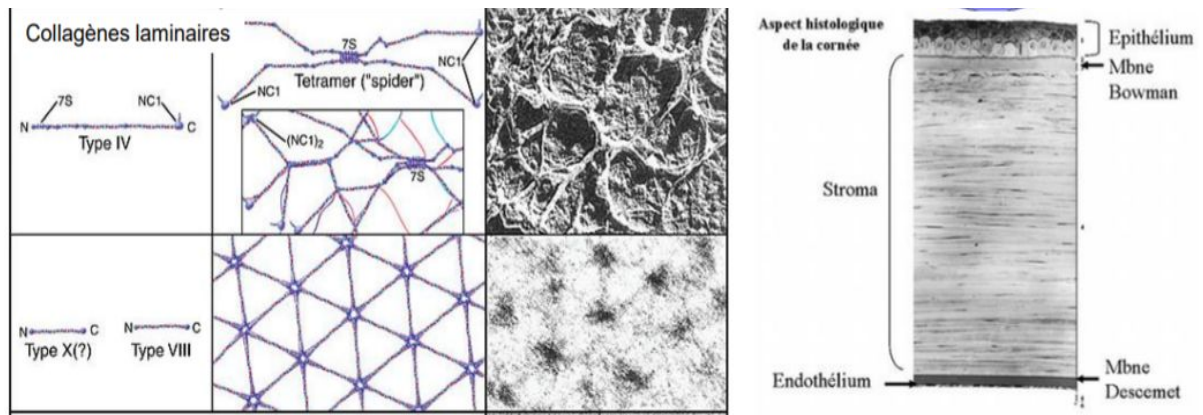 Collagènes laminaires
7S
NC1
N
C
Type IV
7S
NC1
Tetramer ("spider")
NC1
(NC1)2
7S
N
C
Type X(?)
N
C
Type VIII
Aspect histologique
de la cornée
Epithélium
Mbne
Bowman
Stroma
Endothélium
Mbne
Descemet